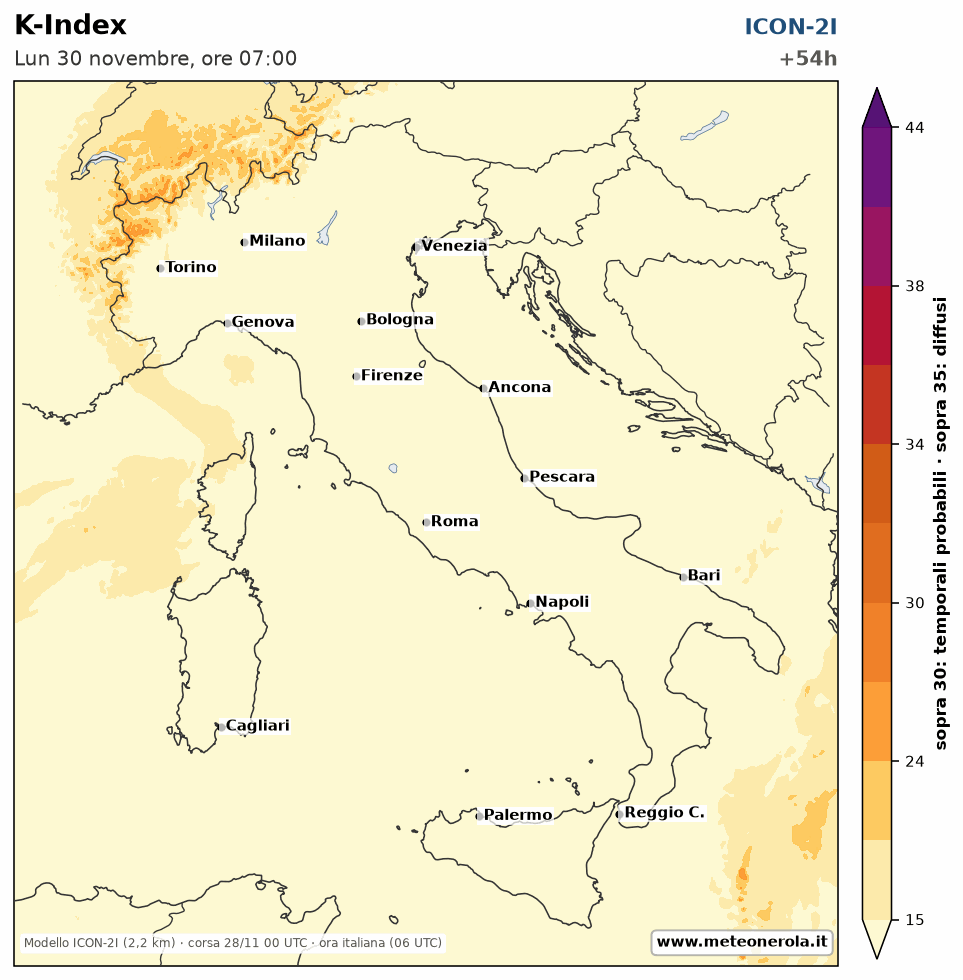 K-Index
ICON-2I
Lun 30 novembre, ore 07:00
+54h
Milano
Venezia
Torino
Genova
Bologna
Firenze
Ancona
Pescara
Roma
Bari
Napoli
Cagliari
Palermo
Reggio C.
44
38
34
30
24
15
sopra 30: temporali probabili · sopra 35: diffusi
Modello ICON-2I (2,2 km) · corsa 28/11 00 UTC · ora italiana (06 UTC)
www.meteonerola.it